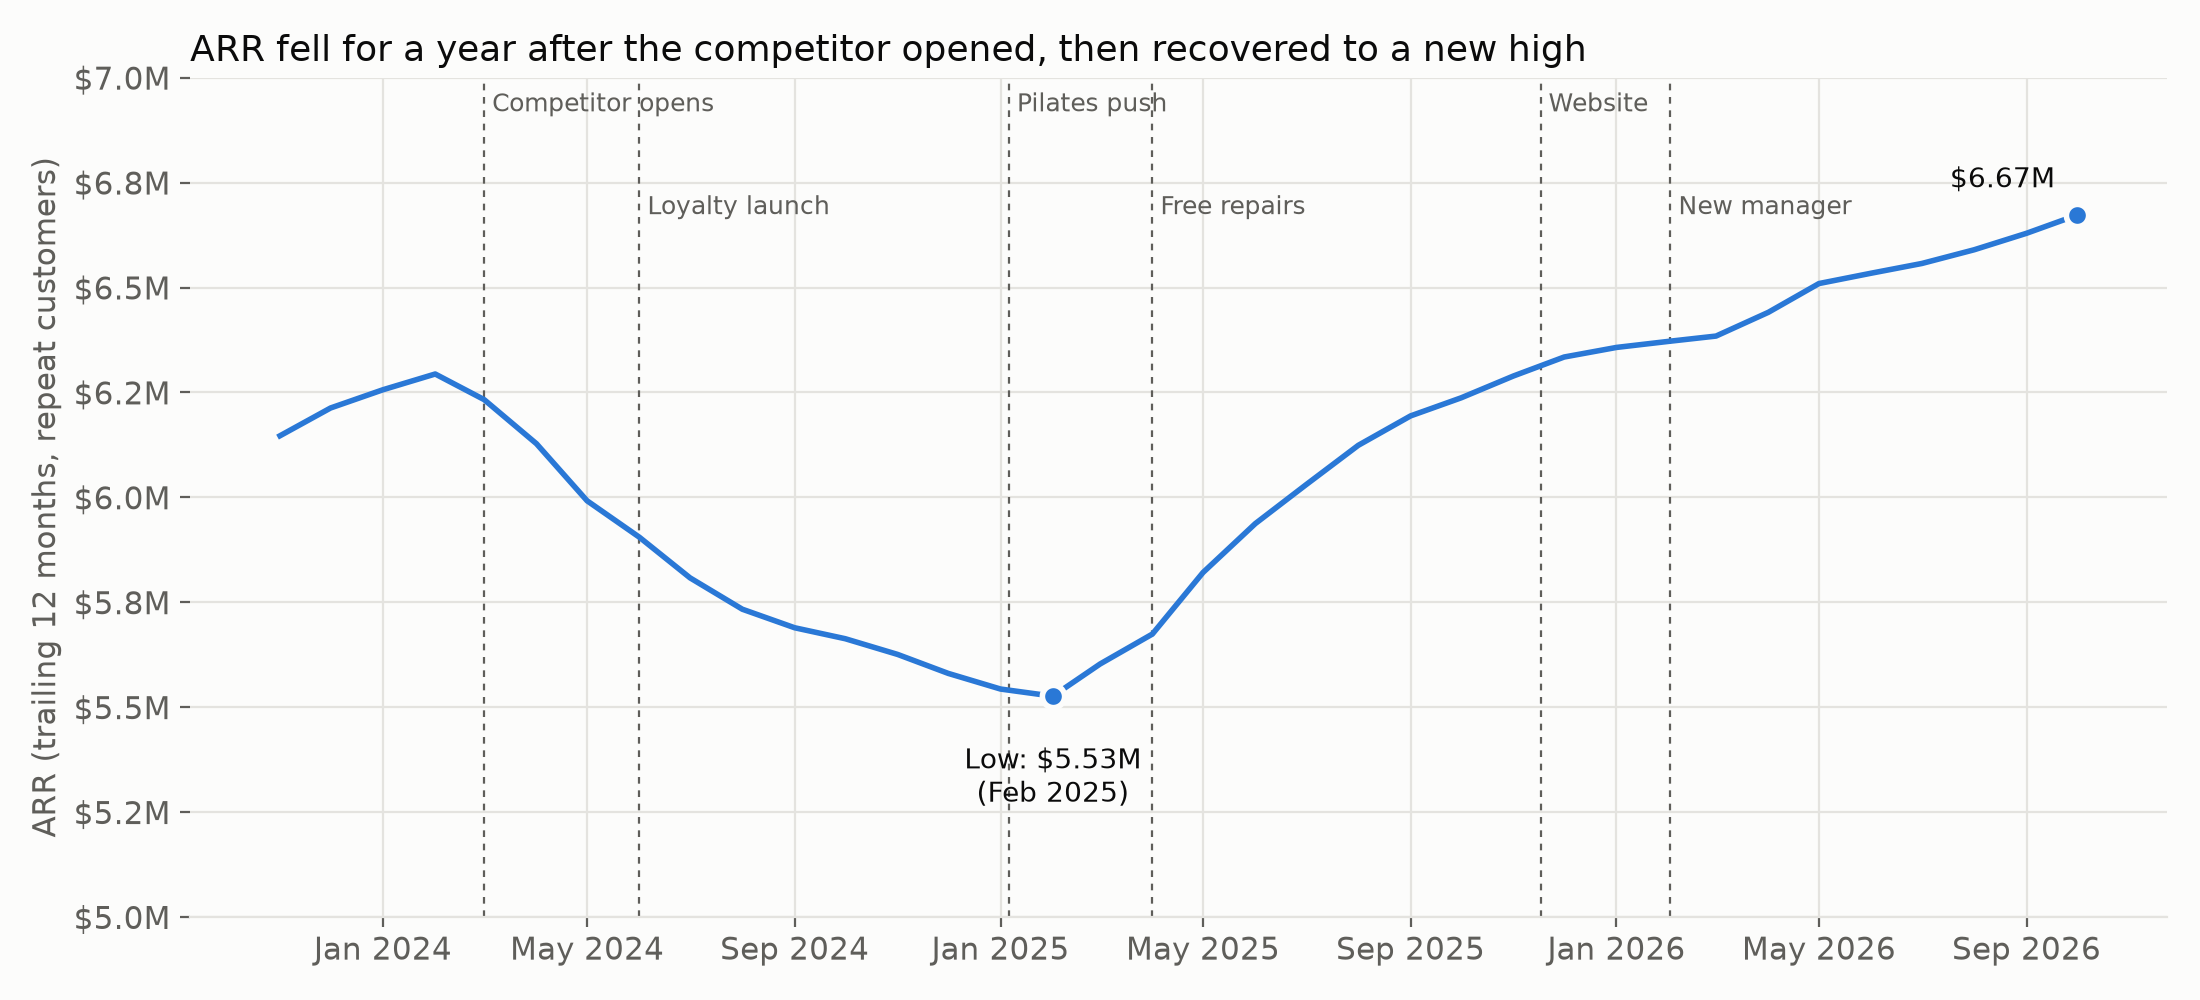 ARR fell for a year after the competitor opened, then recovered to a new high
ARR (trailing 12 months, repeat customers)
$7.0M
$6.8M
$6.5M
$6.2M
$6.0M
$5.8M
$5.5M
$5.2M
$5.0M
Competitor opens
Pilates push
Website
Loyalty launch
Free repairs
New manager
$6.67M
Low: $5.53M
(Feb 2025)
Jan 2024
May 2024
Sep 2024
Jan 2025
May 2025
Sep 2025
Jan 2026
May 2026
Sep 2026